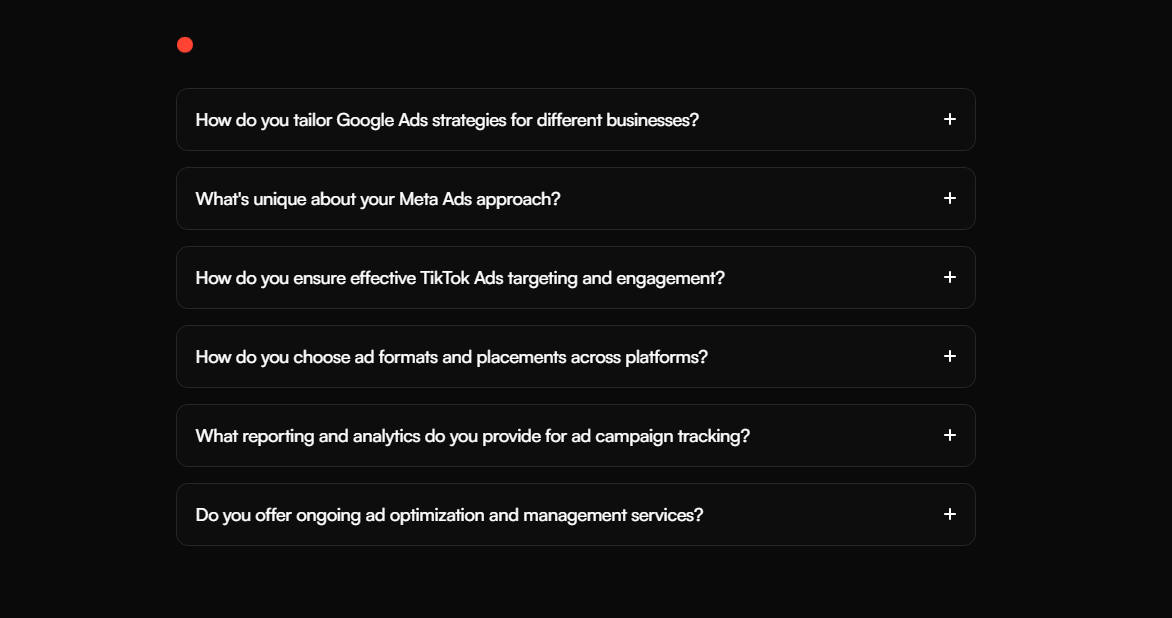 How do you tailor Google Ads strategies for different businesses?
What's unique about your Meta Ads approach?
How do you ensure effective TikTok Ads targeting and engagement?
How do you choose ad formats and placements across platforms?
What reporting and analytics do you provide for ad campaign tracking?
Do you offer ongoing ad optimization and management services?